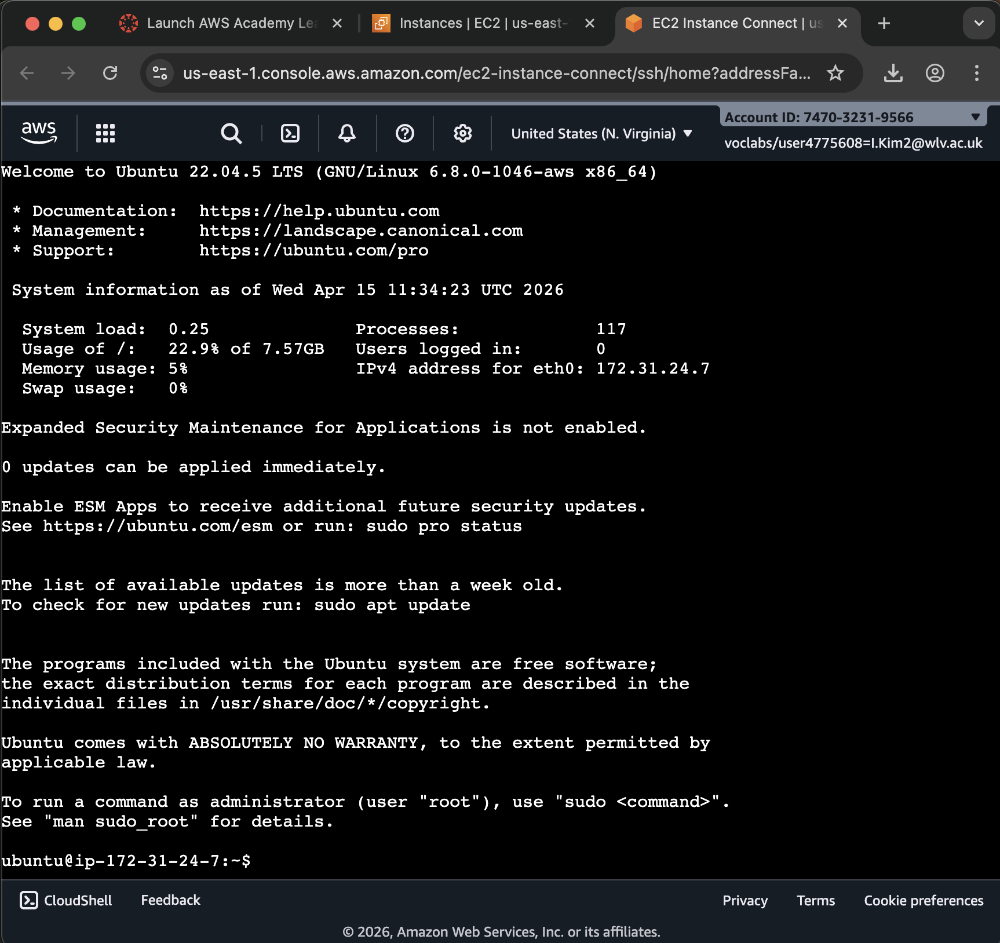 Launch AWS Academy Lea
Instances | EC2 | us-east-
EC2 Instance Connect | us
us-east-1.console.aws.amazon.com/ec2-instance-connect/ssh/home?addressFa...
aws
United States (N. Virginia)
Account ID: 7470-3231-9566
voclabs/user4775608=I.Kim2@wlv.ac.uk
Welcome to Ubuntu 22.04.5 LTS (GNU/Linux 6.8.0-1046-aws x86_64)
* Documentation:  https://help.ubuntu.com
* Management:     https://landscape.canonical.com
* Support:        https://ubuntu.com/pro
System information as of Wed Apr 15 11:34:23 UTC 2026
System load:  0.25              Processes:             117
Usage of /:   22.9% of 7.57GB   Users logged in:       0
Memory usage: 5%                IPv4 address for eth0: 172.31.24.7
Swap usage:   0%
Expanded Security Maintenance for Applications is not enabled.
0 updates can be applied immediately.
Enable ESM Apps to receive additional future security updates.
See https://ubuntu.com/esm or run: sudo pro status
The list of available updates is more than a week old.
To check for new updates run: sudo apt update
The programs included with the Ubuntu system are free software;
the exact distribution terms for each program are described in the
individual files in /usr/share/doc/*/copyright.
Ubuntu comes with ABSOLUTELY NO WARRANTY, to the extent permitted by
applicable law.
To run a command as administrator (user "root"), use "sudo <command>".
See "man sudo_root" for details.
ubuntu@ip-172-31-24-7:~$
CloudShell Feedback Privacy Terms Cookie preferences
© 2026, Amazon Web Services, Inc. or its affiliates.